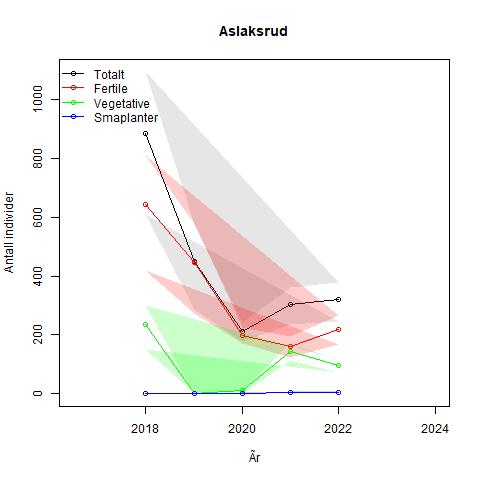 Aslaksrud
Totalt
Fertile
Vegetative
Smaplanter
Antall individer
0
200
400
600
800
1000
2018
2020
2022
2024
Ãr